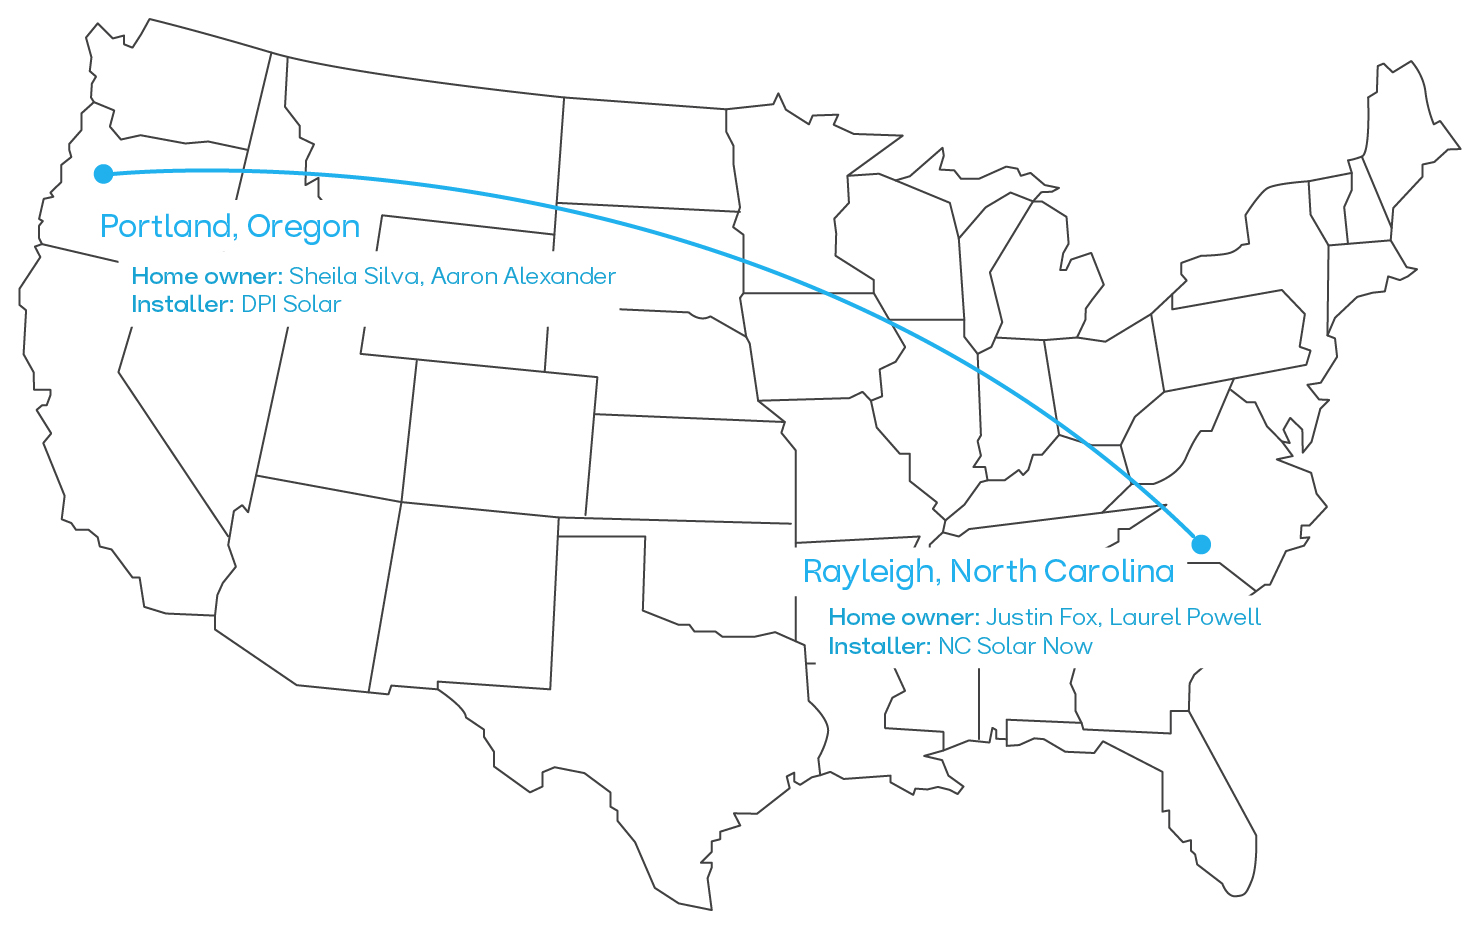 Portland, Oregon
Home owner: Sheila Silva, Aaron Alexander
Installer: DPI Solar
Rayleigh, North Carolina
Home owner: Justin Fox, Laurel Powell
Installer: NC Solar Now